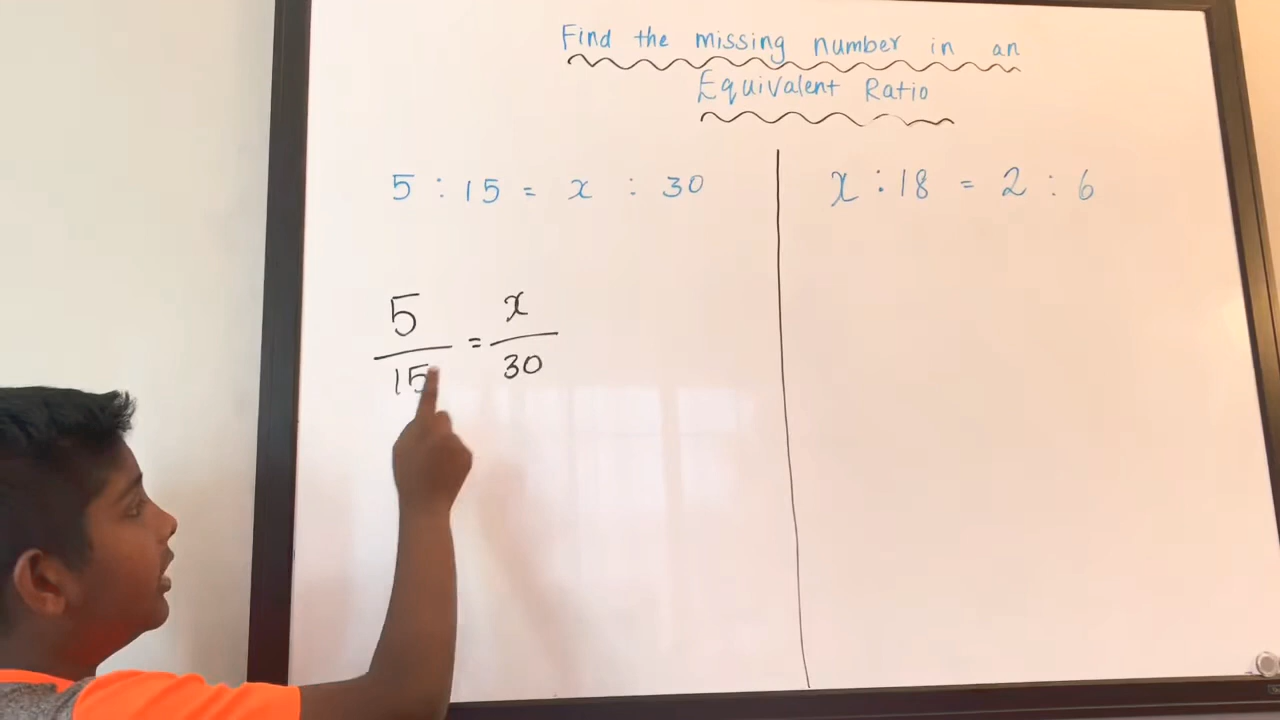 Find the missing number in an
Equivalent Ratio
5 : 15 = x : 30
x : 18 = 2 : 6
5/15 = x/30